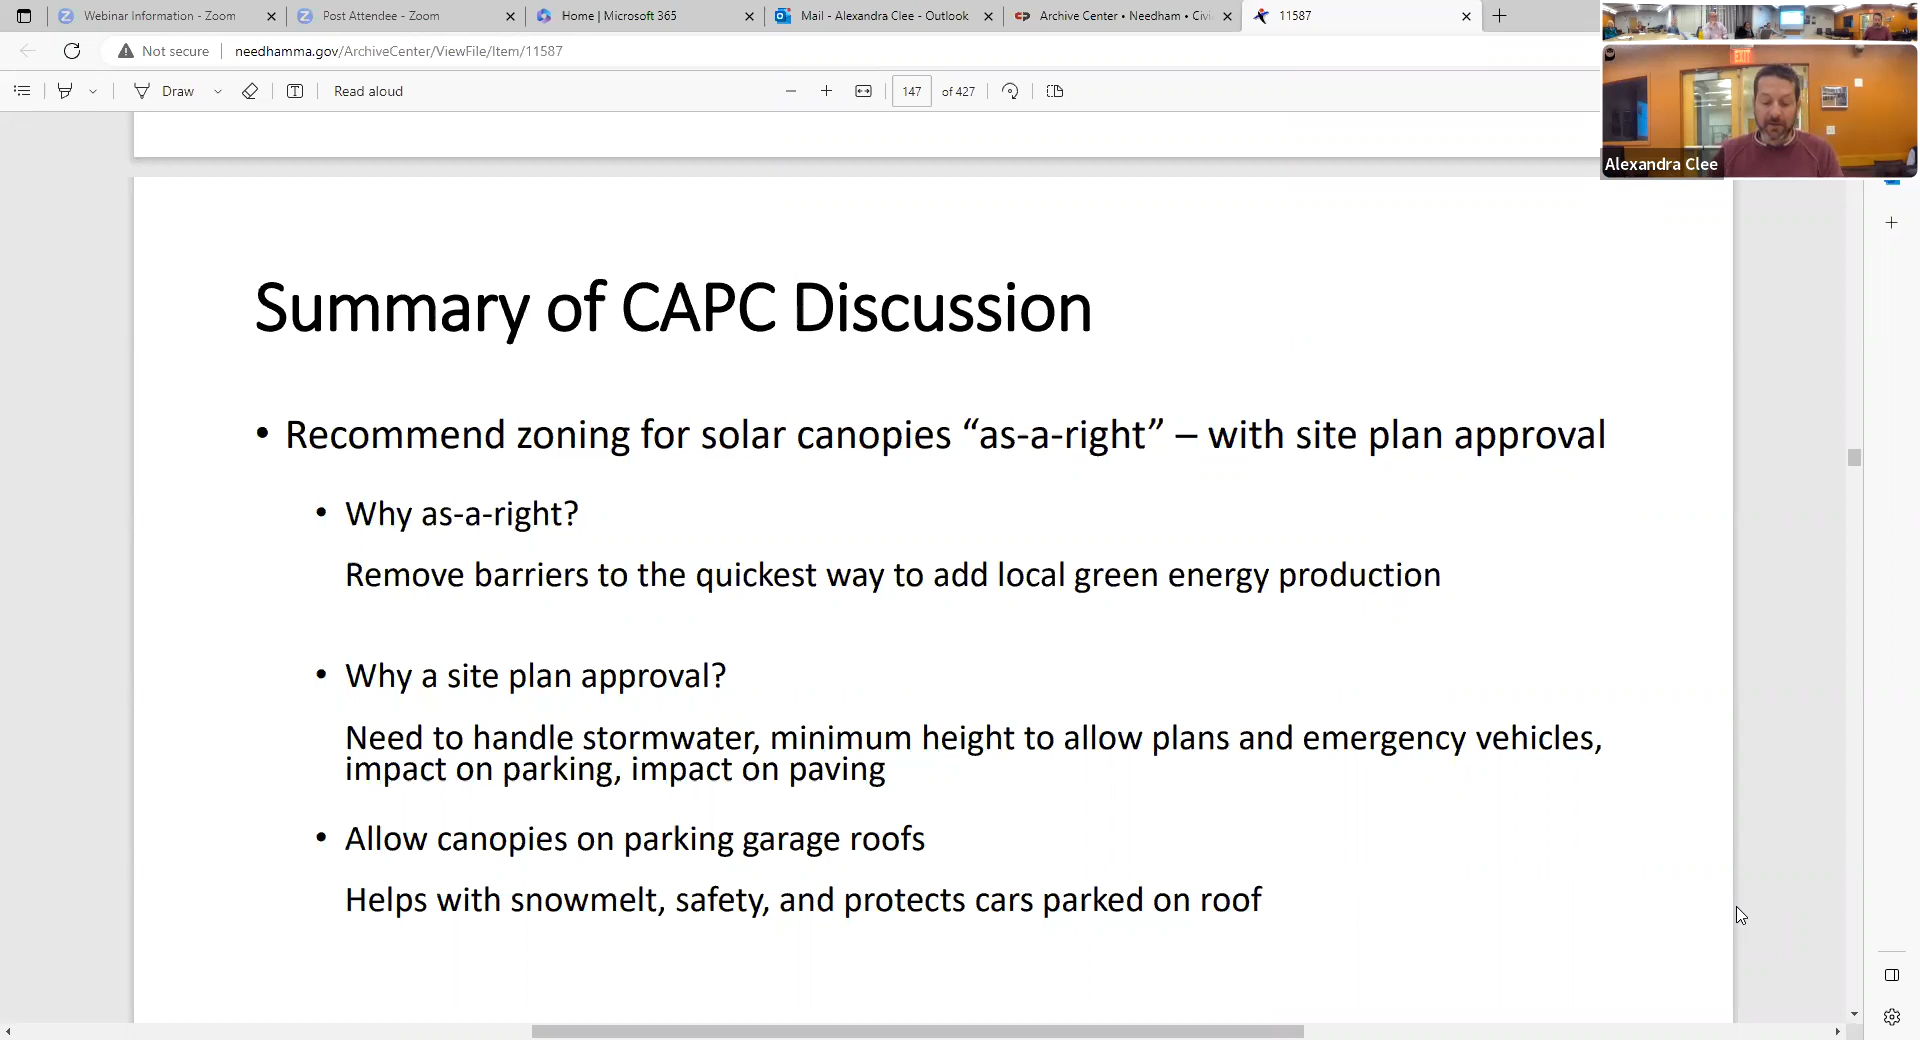 Webinar Information - Zoom
Post Attendee - Zoom
Home | Microsoft 365
Mail - Alexandra Clee - Outlook
Archive Center • Needham • Civi
11587
Not secure
needhamma.gov/ArchiveCenter/ViewFile/Item/11587
Draw
Read aloud
147
of 427
EXIT
Alexandra Clee
Summary of CAPC Discussion
• Recommend zoning for solar canopies “as-a-right” – with site plan approval
• Why as-a-right?
Remove barriers to the quickest way to add local green energy production
• Why a site plan approval?
Need to handle stormwater, minimum height to allow plans and emergency vehicles,
impact on parking, impact on paving
• Allow canopies on parking garage roofs
Helps with snowmelt, safety, and protects cars parked on roof